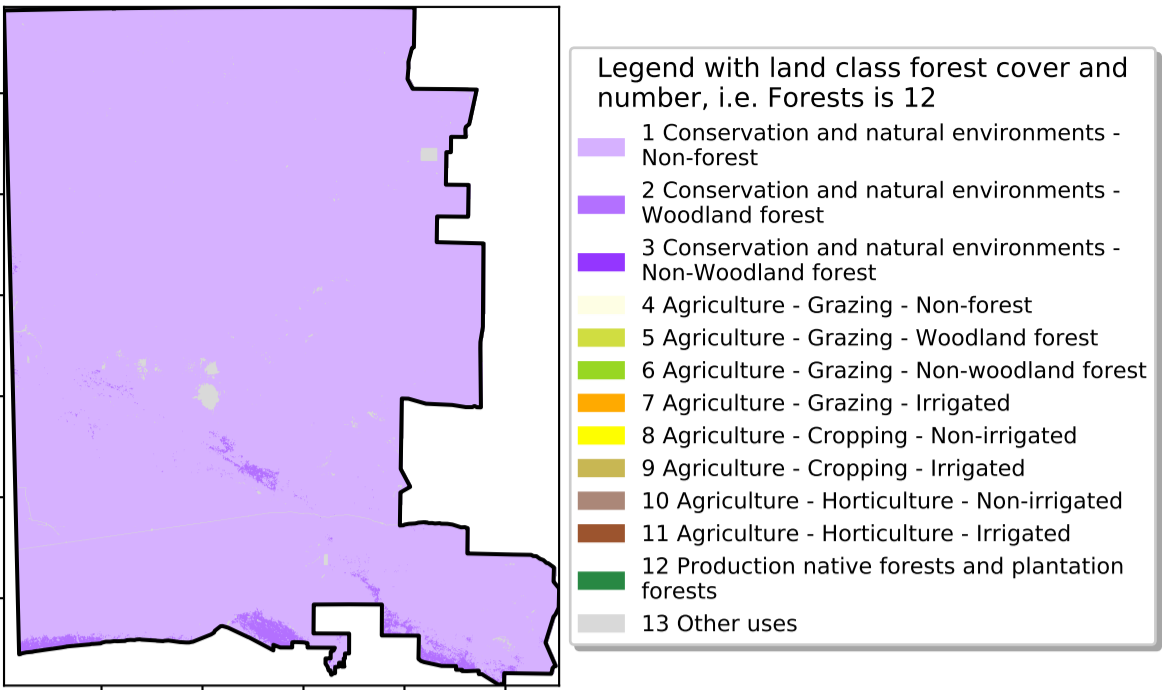 Legend with land class forest cover and
number, i.e. Forests is 12
1 Conservation and natural environments -
Non-forest
2 Conservation and natural environments -
Woodland forest
3 Conservation and natural environments -
Non-Woodland forest
4 Agriculture - Grazing - Non-forest
5 Agriculture - Grazing - Woodland forest
6 Agriculture - Grazing - Non-woodland forest
7 Agriculture - Grazing - Irrigated
8 Agriculture - Cropping - Non-irrigated
9 Agriculture - Cropping - Irrigated
10 Agriculture - Horticulture - Non-irrigated
11 Agriculture - Horticulture - Irrigated
12 Production native forests and plantation
forests
13 Other uses